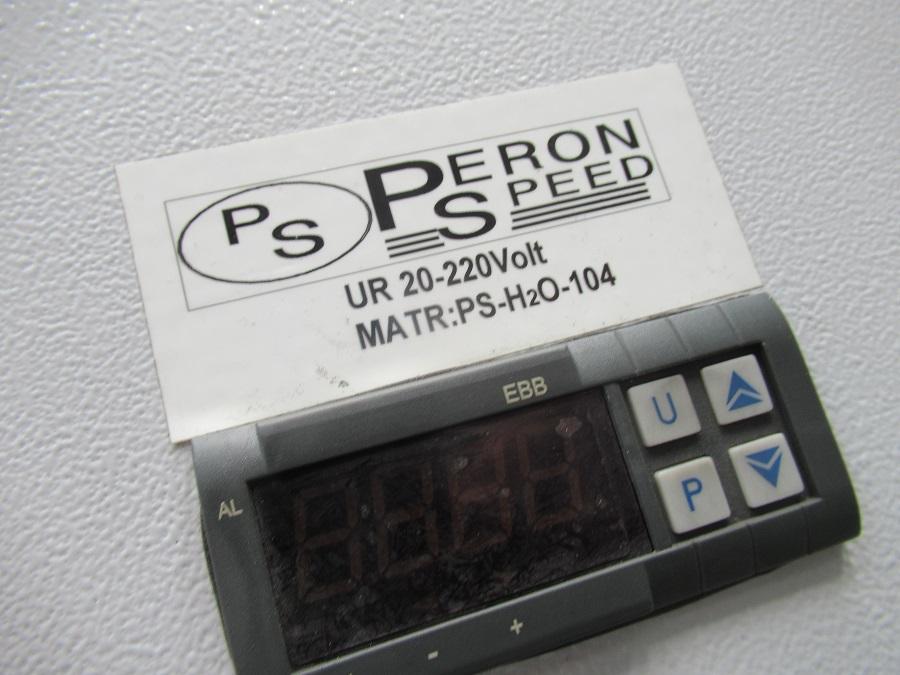 PS
PERON
SPEED
UR 20-220Volt
MATR:PS-H₂O-104
EBB
U
AL
P
- +